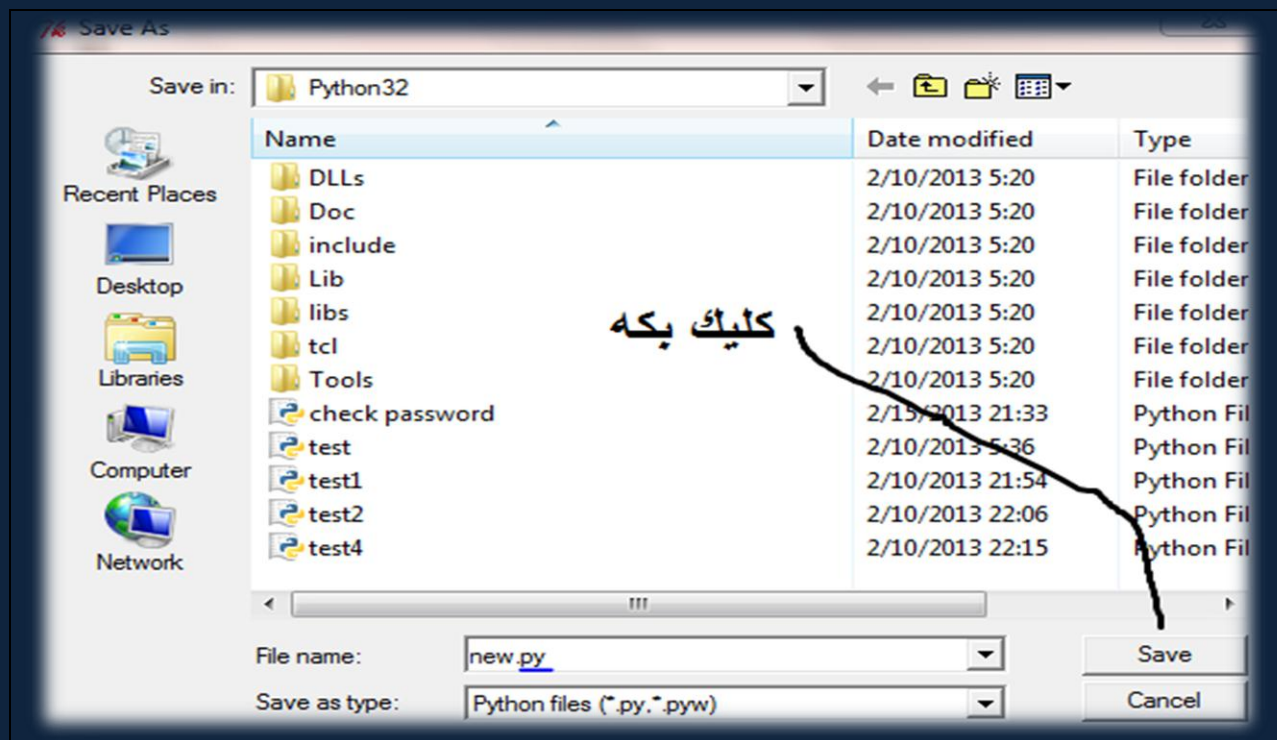 Save As
Save in: Python32
Name Date modified Type
Recent Places
Desktop
Libraries
Computer
Network
DLLs 2/10/2013 5:20 File folder
Doc 2/10/2013 5:20 File folder
include 2/10/2013 5:20 File folder
Lib 2/10/2013 5:20 File folder
libs 2/10/2013 5:20 File folder
tcl 2/10/2013 5:20 File folder
Tools 2/10/2013 5:20 File folder
check password 2/15/2013 21:33 Python Fil
test 2/10/2013 5:36 Python Fil
test1 2/10/2013 21:54 Python Fil
test2 2/10/2013 22:06 Python Fil
test4 2/10/2013 22:15 Python Fil
كليك بكه
File name: new.py Save
Save as type: Python files (*.py,*.pyw) Cancel